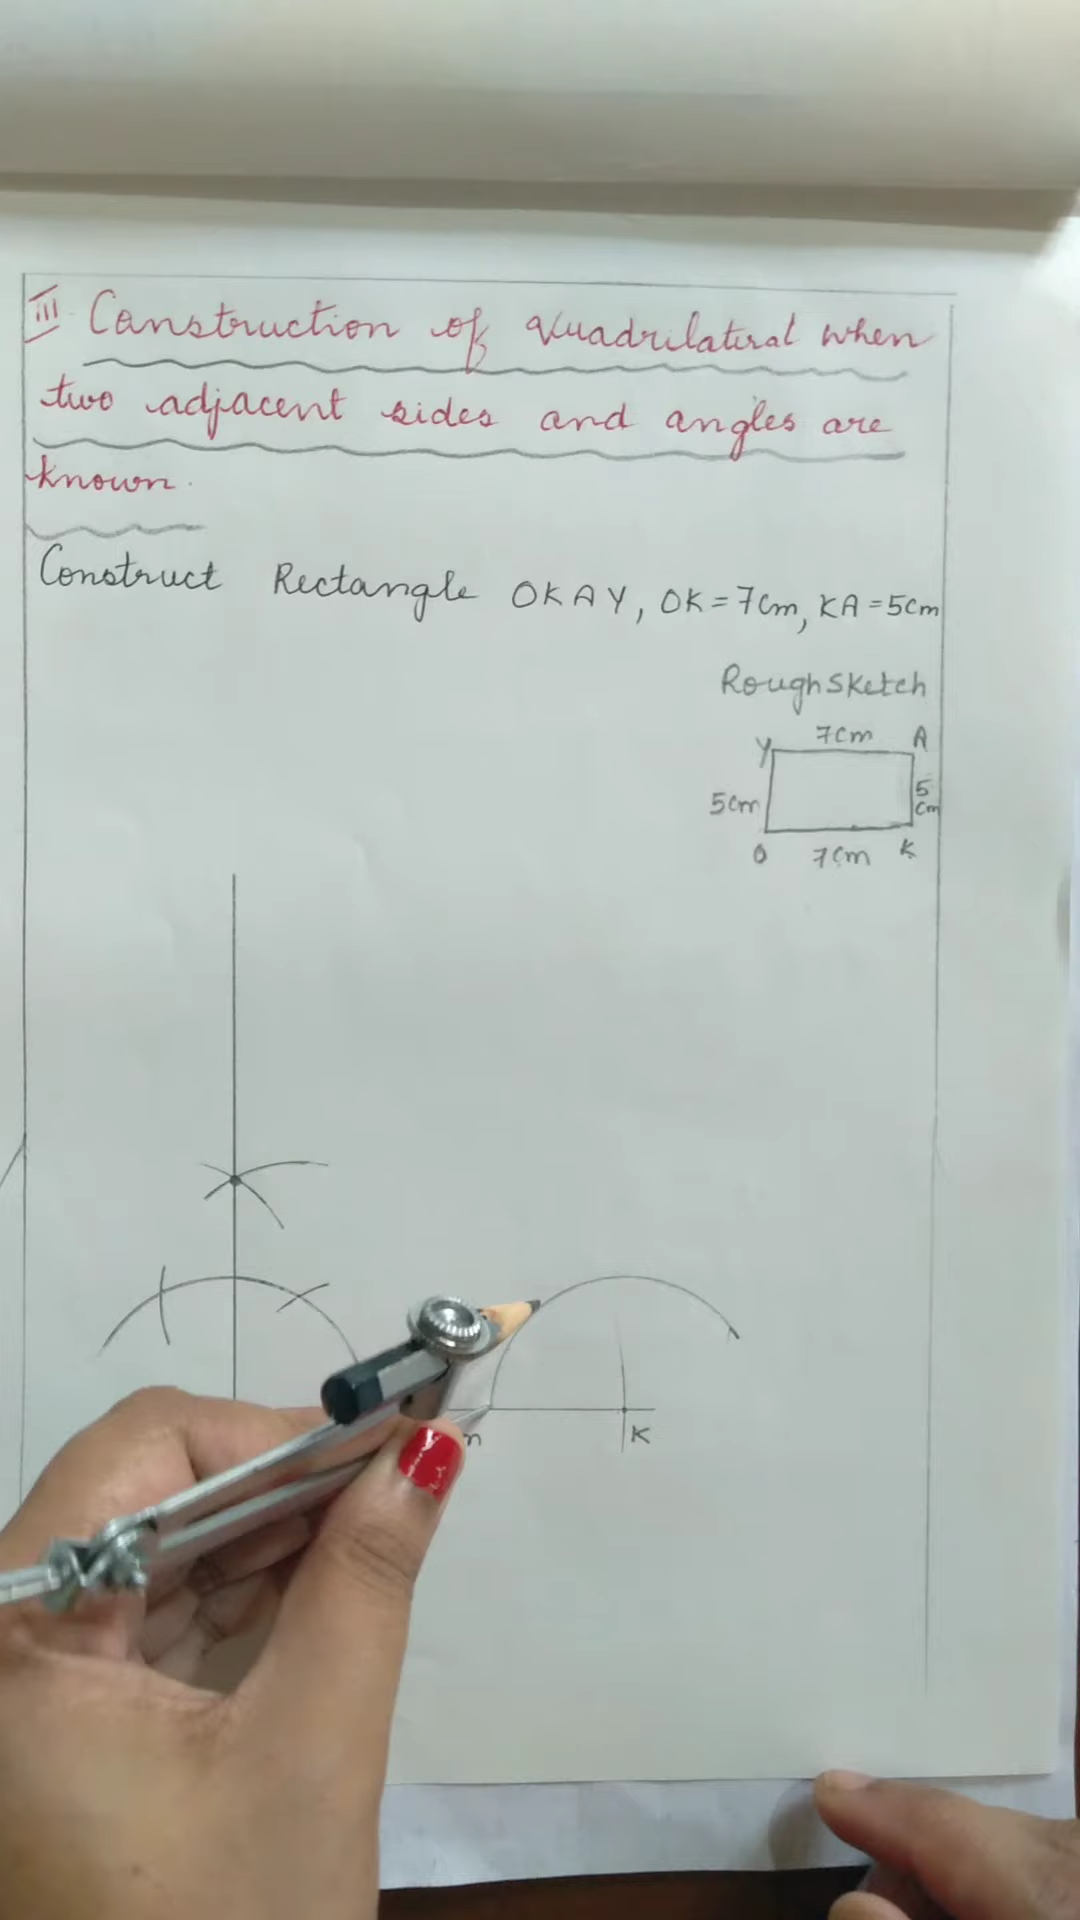 III. Construction of Quadrilateral when
two adjacent sides and angles are
known.
Construct Rectangle OKAY, OK=7cm, KA=5cm
Rough Sketch
7cm
Y A
5cm 5
cm
O 7cm K
K